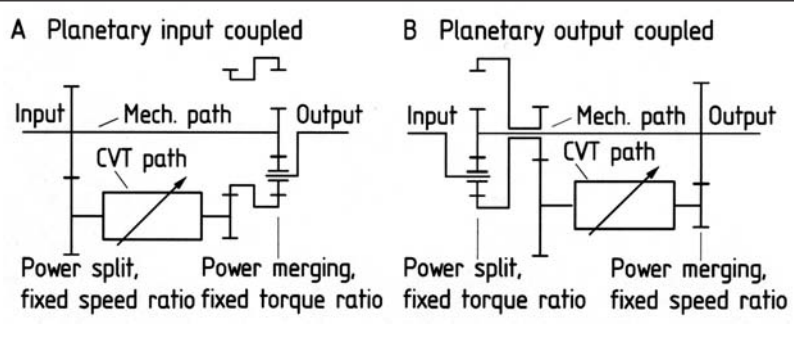 A Planetary input coupled
Input
Mech. path
Output
CVT path
Power split,
fixed speed ratio
Power merging,
fixed torque ratio
B Planetary output coupled
Input
Mech. path
Output
CVT path
Power split,
fixed torque ratio
Power merging,
fixed speed ratio